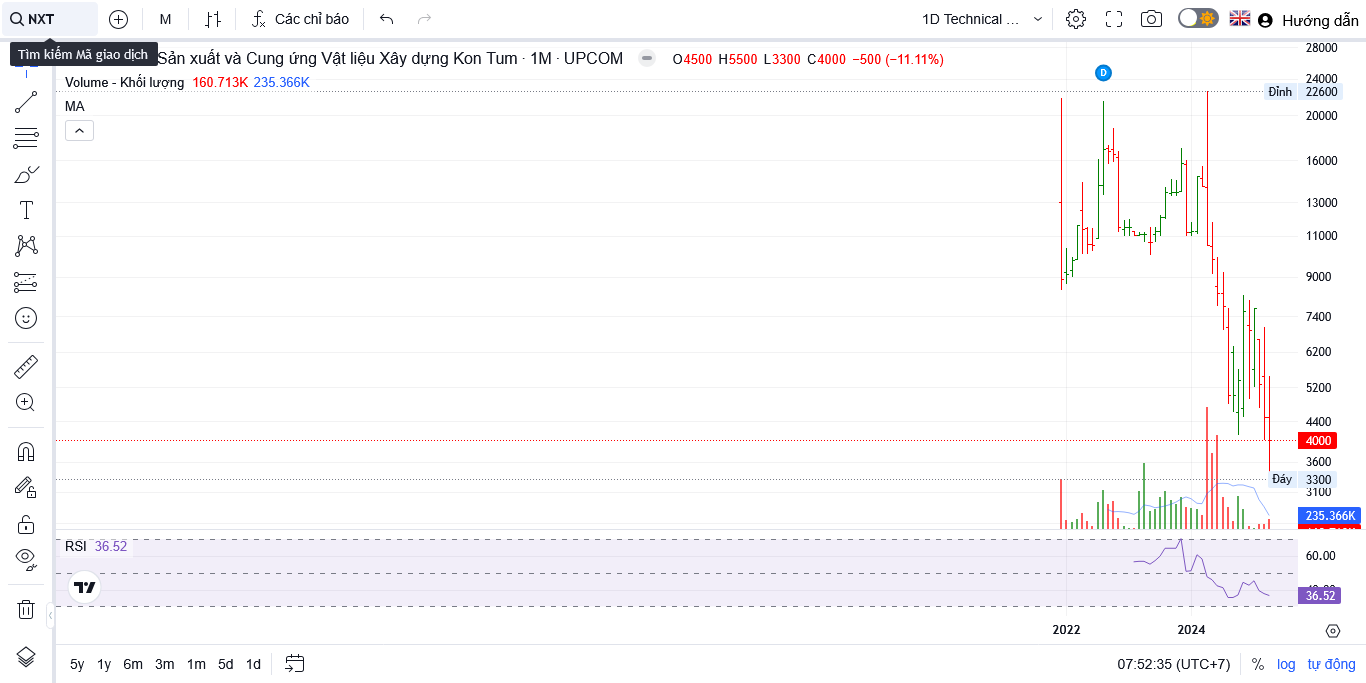 NXT
M
Các chỉ báo
1D Technical ...
Hướng dẫn
Tìm kiếm Mã giao dịch
Sản xuất và Cung ứng Vật liệu Xây dựng Kon Tum · 1M · UPCOM
O4500 H5500 L3300 C4000 −500 (−11.11%)
Volume - Khối lượng 160.713K 235.366K
MA
D
28000
24000
Đỉnh 22600
20000
16000
13000
11000
9000
7400
6200
5200
4400
4000
3600
Đáy 3300
3100
235.366K
RSI 36.52
60.00
36.52
2022
2024
5y 1y 6m 3m 1m 5d 1d
07:52:35 (UTC+7)
% log tự động